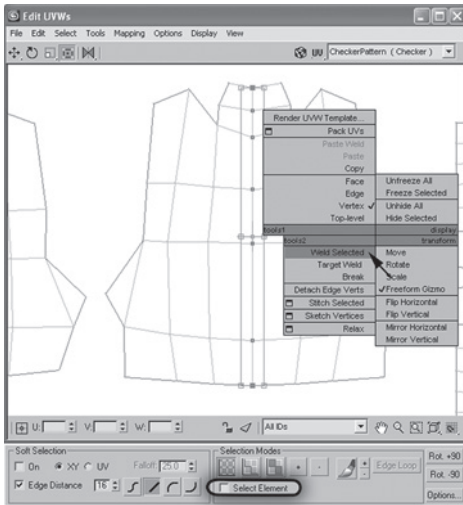 Edit UVWs
File Edit Select Tools Mapping Options Display View
UV CheckerPattern ( Checker )
Render UVW Template...
Pack UVs
Paste Weld
Paste
Copy
Face Unfreeze All
Edge Freeze Selected
Vertex ✓ Unhide All
Top-level Hide Selected
tools1 display
tools2 transform
Weld Selected Move
Target Weld Rotate
Break Scale
Detach Edge Verts ✓Freeform Gizmo
Stitch Selected Flip Horizontal
Sketch Vertices Flip Vertical
Relax Mirror Horizontal
Mirror Vertical
U: V: W: All IDs
Soft Selection Selection Modes Rot. +90
On XY UV Falloff: 25.0 Edge Loop Rot. -90
Edge Distance 16 Select Element Options...